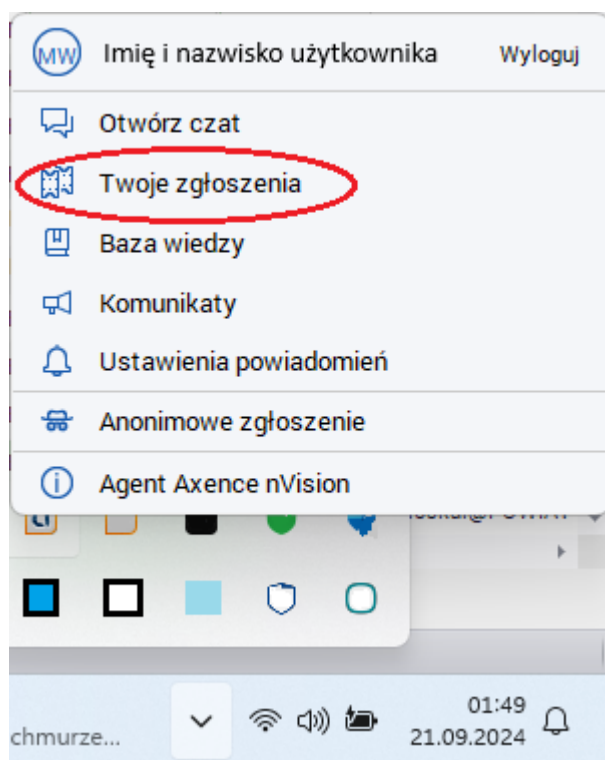 MW Imię i nazwisko użytkownika Wyloguj
Otwórz czat
Twoje zgłoszenia
Baza wiedzy
Komunikaty
Ustawienia powiadomień
Anonimowe zgłoszenie
Agent Axence nVision
01:49
chmurze... 21.09.2024